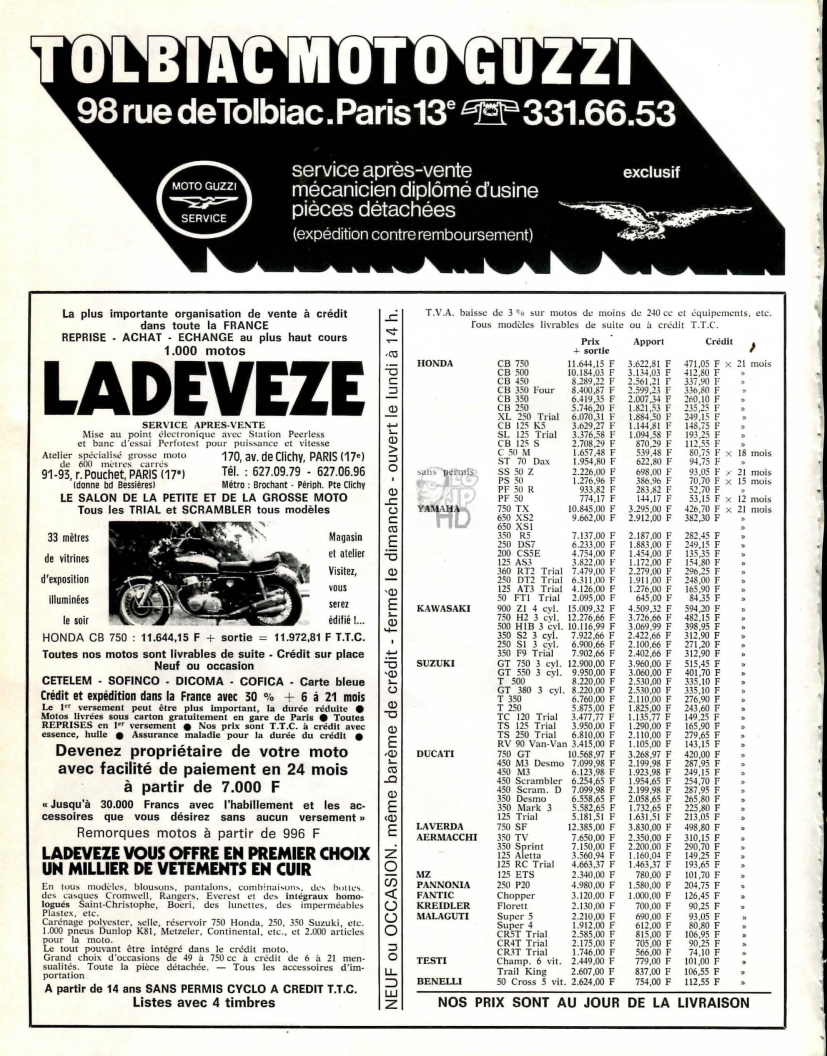 TOLBIAC MOTO GUZZI
98 rue de Tolbiac. Paris 13e 331.66.53
MOTO GUZZI
SERVICE
service après-vente
mécanicien diplômé d'usine
pièces détachées
(expédition contre remboursement)
exclusif
La plus importante organisation de vente à crédit
dans toute la FRANCE
REPRISE - ACHAT - ECHANGE au plus haut cours
1.000 motos
LADEVEZE
SERVICE APRES-VENTE
Mise au point électronique avec Station Peerless
et banc d'essai Perfotest pour puissance et vitesse
Atelier spécialisé grosse moto
de 600 mètres carrés
91-93, r. Pouchet, PARIS (17e)
(donne bd Bessières)
170, av. de Clichy, PARIS (17e)
Tél. : 627.09.79 - 627.06.96
Métro : Brochant - Périph. Pte Clichy
LE SALON DE LA PETITE ET DE LA GROSSE MOTO
Tous les TRIAL et SCRAMBLER tous modèles
33 mètres
de vitrines
d'exposition
illuminées
le soir
Magasin
et atelier
Visitez,
vous
serez
édifié !...
HONDA CB 750 : 11.644,15 F + sortie = 11.972,81 F T.T.C.
Toutes nos motos sont livrables de suite - Crédit sur place
Neuf ou occasion
CETELEM - SOFINCO - DICOMA - COFICA - Carte bleue
Crédit et expédition dans la France avec 30 % + 6 à 21 mois
Le 1er versement peut être plus important, la durée réduite ●
Motos livrées sous carton gratuitement en gare de Paris ● Toutes
REPRISES en 1er versement ● Nos prix sont T.T.C. à crédit avec
essence, huile ● Assurance maladie pour la durée du crédit ●
Devenez propriétaire de votre moto
avec facilité de paiement en 24 mois
à partir de 7.000 F
« Jusqu'à 30.000 Francs avec l'habillement et les ac-
cessoires que vous désirez sans aucun versement »
Remorques motos à partir de 996 F
LADEVEZE VOUS OFFRE EN PREMIER CHOIX
UN MILLIER DE VETEMENTS EN CUIR
En tous modèles, blousons, pantalons, combinaisons, des bottes,
des casques Cromwell, Rangers, Everest et des intégraux homo-
logués Saint-Christophe, Boeri, des lunettes, des imperméables
Plastex, etc.
Carénage polyester, selle, réservoir 750 Honda, 250, 350 Suzuki, etc.
1.000 pneus Dunlop K81, Metzeler, Continental, etc., et 2.000 articles
pour la moto.
Le tout pouvant être intégré dans le crédit moto.
Grand choix d'occasions de 49 à 750 cc à crédit de 6 à 21 men-
sualités. Toute la pièce détachée. — Tous les accessoires d'im-
portation
A partir de 14 ans SANS PERMIS CYCLO A CREDIT T.T.C.
Listes avec 4 timbres
NEUF ou OCCASION, même barème de crédit - fermé le dimanche - ouvert le lundi à 14 h.
T.V.A. baisse de 3 % sur motos de moins de 240 cc et équipements, etc.
Tous modèles livrables de suite ou à crédit T.T.C.
Prix + sortie Apport Crédit
HONDA CB 750 11.644,15 F 3.622,81 F 471,05 F × 21 mois
CB 500 10.184,03 F 3.134,03 F 412,80 F »
CB 450 8.289,22 F 2.561,21 F 337,90 F »
CB 350 Four 8.400,87 F 2.599,23 F 336,80 F »
CB 350 6.419,35 F 2.007,34 F 260,10 F »
CB 250 5.746,20 F 1.821,53 F 235,25 F »
XL 250 Trial 6.070,31 F 1.884,50 F 249,15 F »
CB 125 K5 3.629,27 F 1.144,81 F 148,75 F »
SL 125 Trial 3.376,58 F 1.094,58 F 193,25 F »
CB 125 S 2.708,29 F 870,29 F 112,55 F »
C 50 M 1.657,48 F 539,48 F 80,75 F × 18 mois
ST 70 Dax 1.954,80 F 622,80 F 94,75 F »
sans permis SS 50 Z 2.226,00 F 698,00 F 93,05 F × 21 mois
PS 50 1.276,96 F 386,96 F 70,70 F × 15 mois
PF 50 R 933,82 F 283,82 F 52,70 F »
PF 50 774,17 F 144,17 F 53,15 F × 12 mois
YAMAHA 750 TX 10.845,00 F 3.295,00 F 426,70 F × 21 mois
650 XS2 9.662,00 F 2.912,00 F 382,30 F »
650 XS1 »
350 R5 7.137,00 F 2.187,00 F 282,45 F »
250 DS7 6.233,00 F 1.883,00 F 249,15 F »
200 CS5E 4.754,00 F 1.454,00 F 135,35 F »
125 AS3 3.822,00 F 1.172,00 F 154,80 F »
360 RT2 Trial 7.479,00 F 2.279,00 F 296,25 F »
250 DT2 Trial 6.311,00 F 1.911,00 F 248,00 F »
125 AT3 Trial 4.126,00 F 1.276,00 F 165,90 F »
50 FT1 Trial 2.095,00 F 645,00 F 84,35 F »
KAWASAKI 900 Z1 4 cyl. 15.009,32 F 4.509,32 F 594,20 F »
750 H2 3 cyl. 12.276,66 F 3.726,66 F 482,15 F »
500 H1B 3 cyl. 10.116,99 F 3.069,99 F 398,95 F »
350 S2 3 cyl. 7.922,66 F 2.422,66 F 312,90 F »
250 S1 3 cyl. 6.900,66 F 2.100,66 F 271,20 F »
350 F9 Trial 7.902,66 F 2.402,66 F 312,90 F »
SUZUKI GT 750 3 cyl. 12.900,00 F 3.960,00 F 515,45 F »
GT 550 3 cyl. 9.950,00 F 3.060,00 F 401,70 F »
T 500 8.220,00 F 2.530,00 F 335,10 F »
GT 380 3 cyl. 8.220,00 F 2.530,00 F 335,10 F »
T 350 6.760,00 F 2.110,00 F 276,90 F »
T 250 5.875,00 F 1.825,00 F 243,60 F »
TC 120 Trial 3.477,77 F 1.135,77 F 149,25 F »
TS 125 Trial 3.950,00 F 1.290,00 F 165,90 F »
TS 250 Trial 6.810,00 F 2.110,00 F 279,65 F »
RV 90 Van-Van 3.415,00 F 1.105,00 F 143,15 F »
DUCATI 750 GT 10.568,97 F 3.268,97 F 420,00 F »
450 M3 Desmo 7.099,98 F 2.199,98 F 287,95 F »
450 M3 6.123,98 F 1.923,98 F 249,15 F »
450 Scrambler 6.254,65 F 1.954,65 F 254,70 F »
450 Scram. D 7.099,98 F 2.199,98 F 287,95 F »
350 Desmo 6.558,65 F 2.058,65 F 265,80 F »
350 Mark 3 5.582,65 F 1.732,65 F 225,80 F »
125 Trial 5.181,51 F 1.631,51 F 213,05 F »
LAVERDA 750 SF 12.385,00 F 3.830,00 F 498,80 F »
AERMACCHI 350 TV 7.650,00 F 2.350,00 F 310,15 F »
350 Sprint 7.150,00 F 2.200,00 F 290,70 F »
125 Aletta 3.560,94 F 1.160,04 F 149,25 F »
125 RC Trial 4.663,37 F 1.463,37 F 193,65 F »
MZ 125 ETS 2.340,00 F 780,00 F 101,70 F »
PANNONIA 250 P20 4.980,00 F 1.580,00 F 204,75 F »
FANTIC Chopper 3.120,00 F 1.000,00 F 126,45 F »
KREIDLER Florett 2.130,00 F 700,00 F 90,25 F »
MALAGUTI Super 5 2.210,00 F 690,00 F 93,05 F »
Super 4 1.912,00 F 612,00 F 80,80 F »
CR5T Trial 2.585,00 F 815,00 F 106,95 F »
CR4T Trial 2.175,00 F 705,00 F 90,25 F »
CR3T Trial 1.746,00 F 566,00 F 74,10 F »
TESTI Champ. 6 vit. 2.449,00 F 779,00 F 101,00 F »
Trail King 2.607,00 F 837,00 F 106,55 F »
BENELLI 50 Cross 5 vit. 2.624,00 F 754,00 F 112,55 F »
NOS PRIX SONT AU JOUR DE LA LIVRAISON